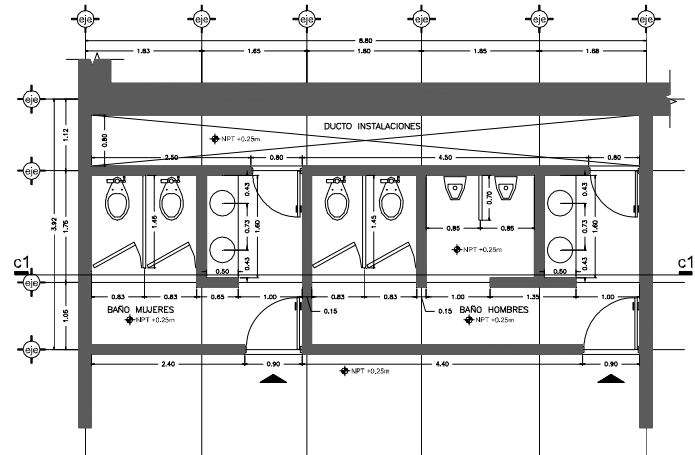 eje eje eje eje eje eje
8.80
1.83 1.65 1.80 1.85 1.68
eje
DUCTO INSTALACIONES
NPT +0.25m
1.12
0.80
2.50 0.80 4.50 0.80
eje
0.43 0.70 0.43
3.92 1.76 1.45 0.73 1.60 1.45 0.85 0.85 0.73 1.60
NPT +0.25m
0.43 0.43
c1 0.50 0.50 c1
eje
0.83 0.83 0.65 1.00 0.83 0.83 1.00 1.35 1.00
0.15 0.15
BAÑO MUJERES BAÑO HOMBRES
1.05
NPT +0.25m NPT +0.25m
eje
2.40 0.90 4.40 0.90
NPT +0.25m